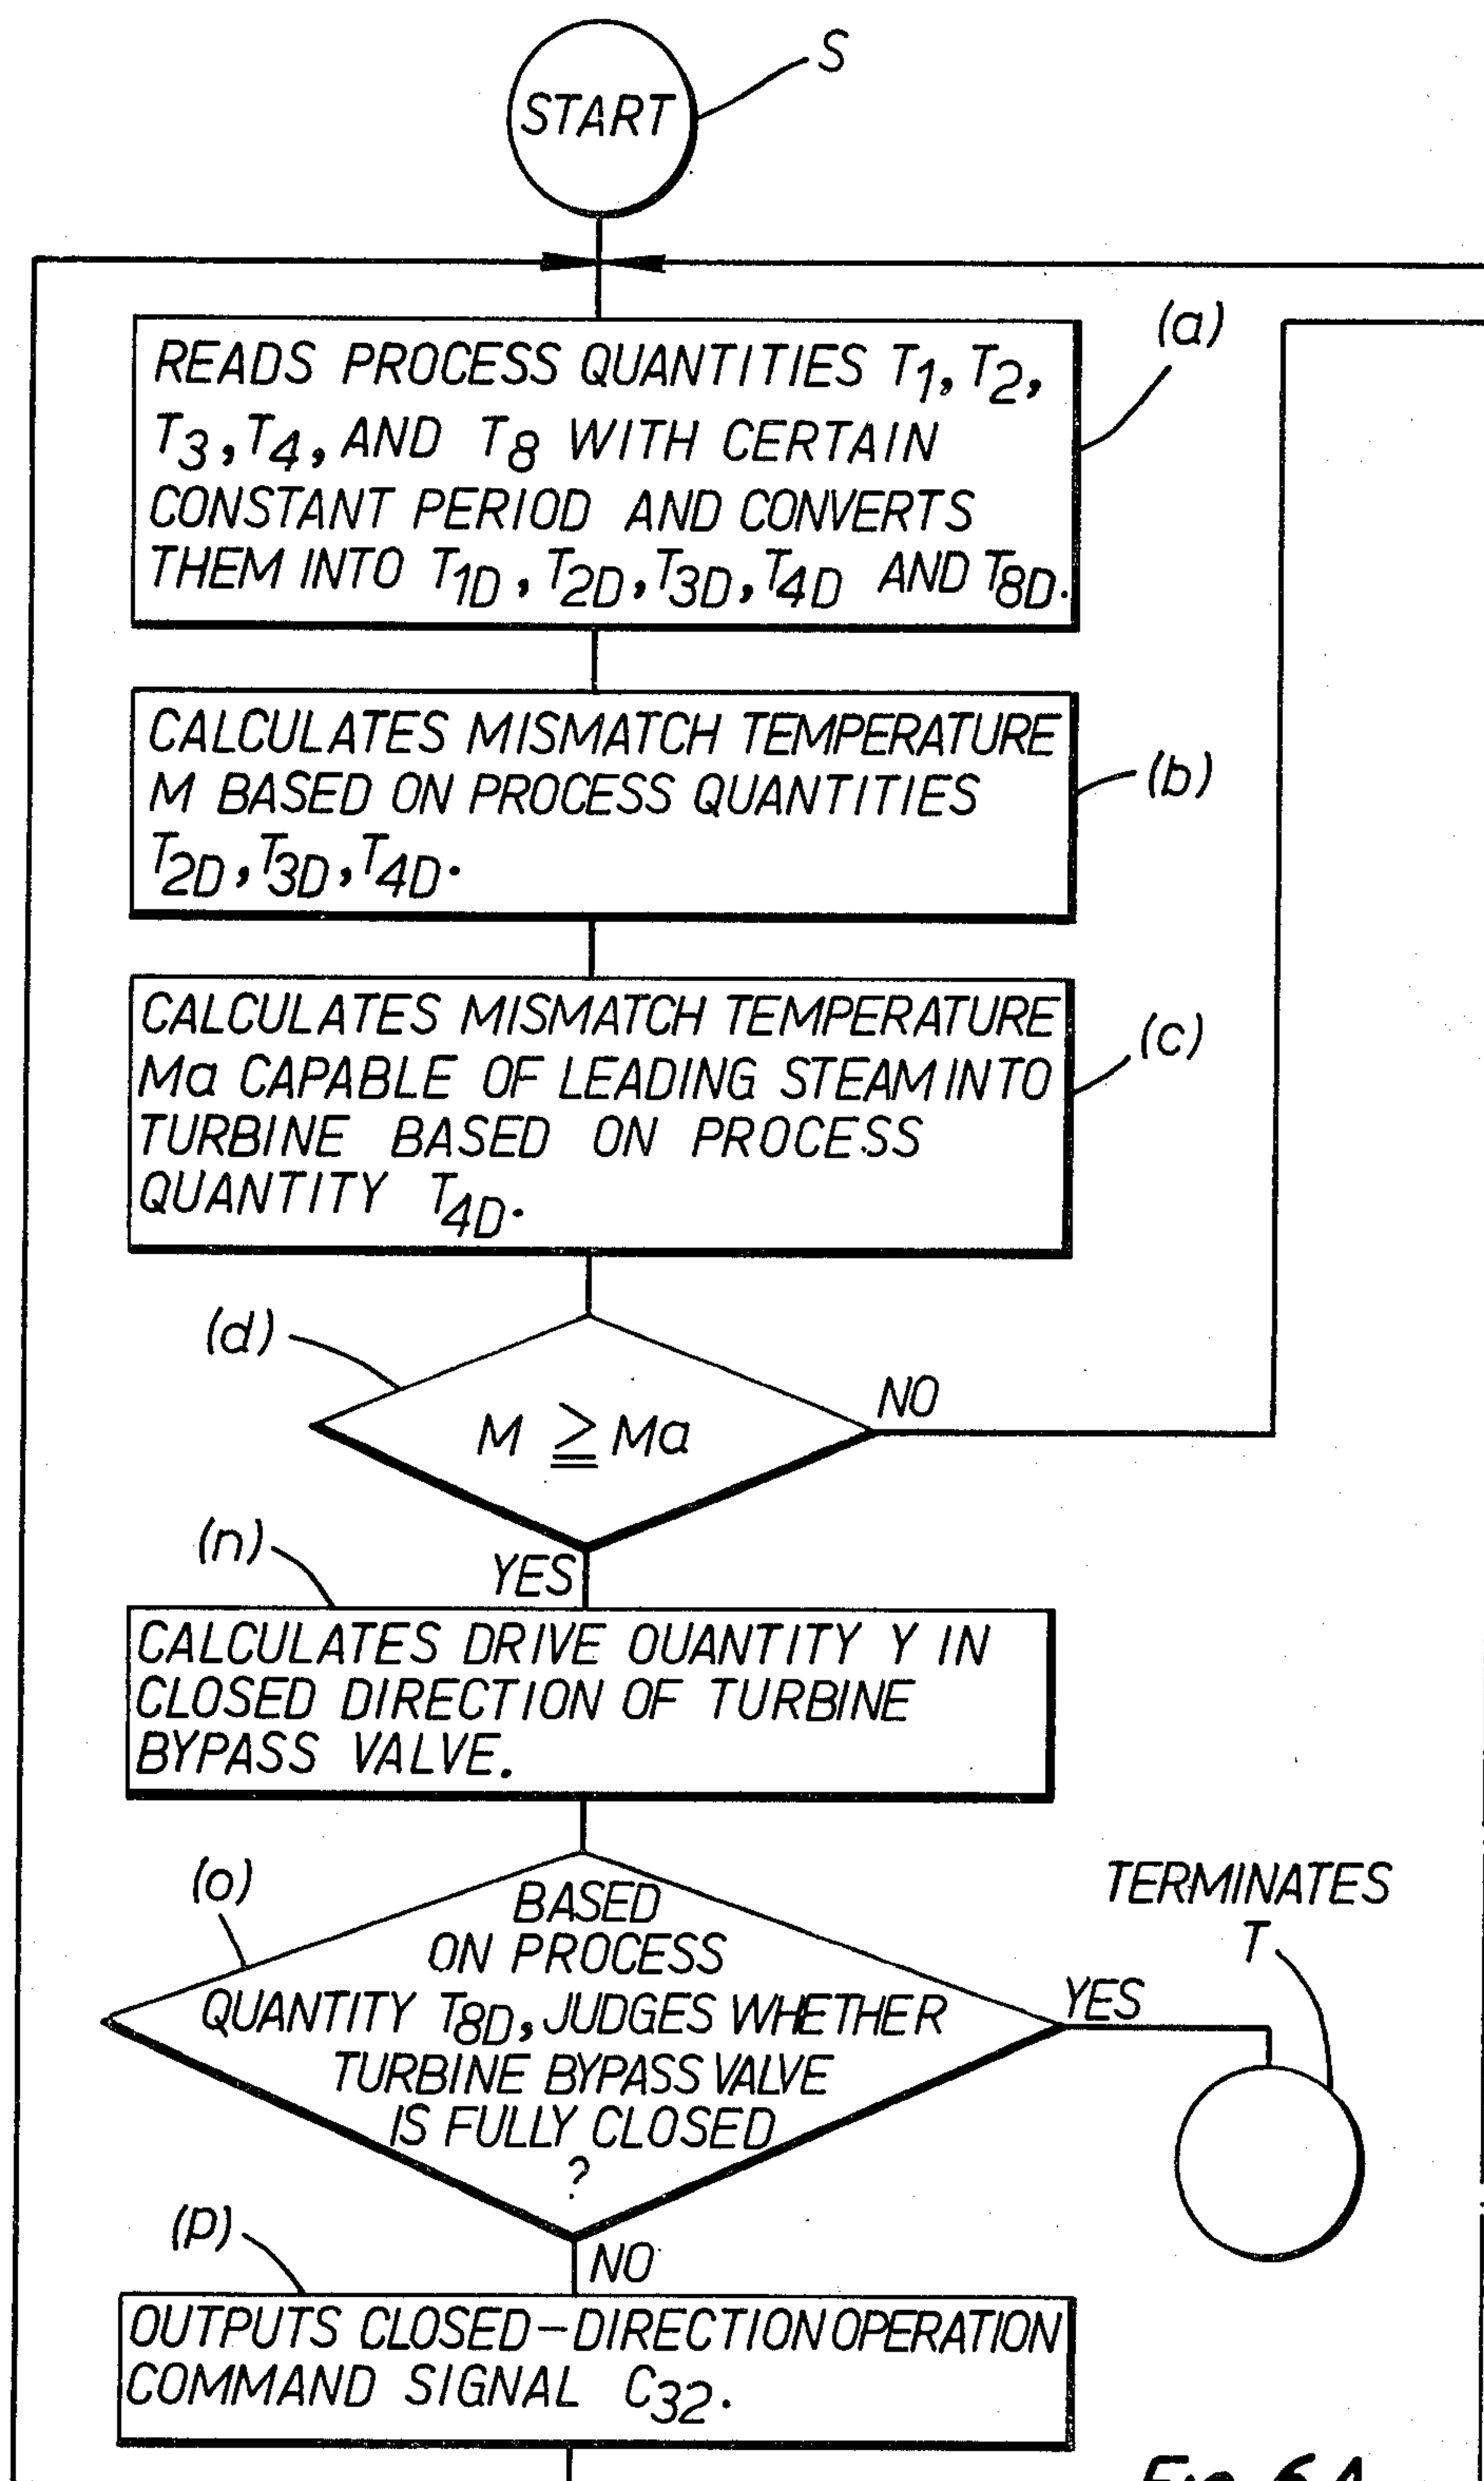 START
S
(a)
READS PROCESS QUANTITIES T1, T2,
T3, T4, AND T8 WITH CERTAIN
CONSTANT PERIOD AND CONVERTS
THEM INTO T1D, T2D, T3D, T4D AND T8D.
(b)
CALCULATES MISMATCH TEMPERATURE
M BASED ON PROCESS QUANTITIES
T2D, T3D, T4D.
(c)
CALCULATES MISMATCH TEMPERATURE
Ma CAPABLE OF LEADING STEAM INTO
TURBINE BASED ON PROCESS
QUANTITY T4D.
(d)
M ≧ Ma
NO
YES
(n)
CALCULATES DRIVE QUANTITY Y IN
CLOSED DIRECTION OF TURBINE
BYPASS VALVE.
(o)
BASED
ON PROCESS
QUANTITY T8D, JUDGES WHETHER
TURBINE BYPASS VALVE
IS FULLY CLOSED
?
YES
TERMINATES
T
NO
(p)
OUTPUTS CLOSED-DIRECTION OPERATION
COMMAND SIGNAL C32.